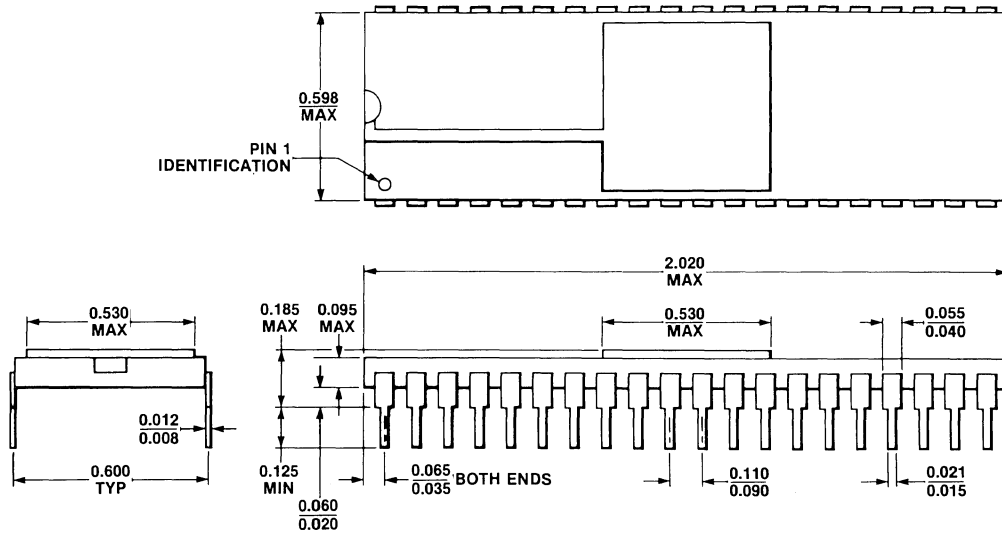 0.598
MAX
PIN 1
IDENTIFICATION
2.020
MAX
0.530
MAX
0.185
MAX
0.095
MAX
0.530
MAX
0.055
0.040
0.012
0.008
0.600
TYP
0.125
MIN
0.060
0.020
0.065
0.035
BOTH ENDS
0.110
0.090
0.021
0.015